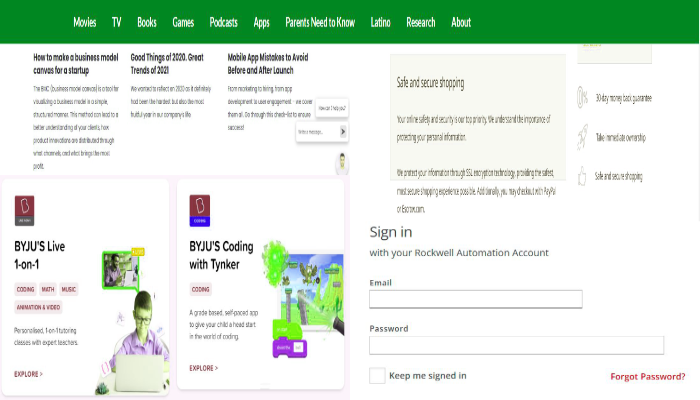 Movies TV Books Games Podcasts Apps Parents Need to Know Latino Research About
How to make a business model
canvas for a startup
The BMC (business model canvas) is a tool for
visualizing a business model in a simple,
structured manner. This method can lead to a
better understanding of your clients, how
product innovations are distributed through
what channels, and what brings the most
profit.
Good Things of 2020. Great
Trends of 2021
We wanted to reflect on 2020 as it definitely
had been the hardest, but also the most
fruitful year in our company's life
Mobile App Mistakes to Avoid
Before and After Launch
From marketing to hiring, from app
development to user engagement - we cover
them all. Go through this check-list to ensure
success!
How can I help you?
Write a message...
Safe and secure shopping
Your online safety and security is our top priority. We understand the importance of
protecting your personal information.
We protect your information through SSL encryption technology, providing the safest,
most secure shopping experience possible. Additionally, you may checkout with PayPal
or Escrow.com.
30-day money back guarantee
Take immediate ownership
Safe and secure shopping
BYJU'S Live
1-on-1
CODING MATH MUSIC
ANIMATION & VIDEO
Personalised, 1-on-1 tutoring
classes with expert teachers.
EXPLORE >
CODING
BYJU'S Coding
with Tynker
CODING
A grade based, self-paced app
to give your child a head start
in the world of coding.
EXPLORE >
Sign in
with your Rockwell Automation Account
Email
Password
Keep me signed in
Forgot Password?